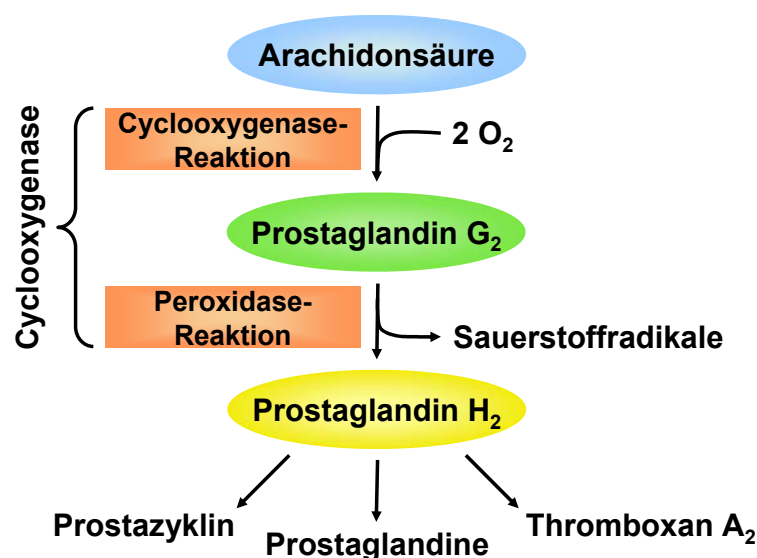 Arachidonsäure
Cyclooxygenase
Cyclooxygenase-
Reaktion
2 O₂
Prostaglandin G₂
Peroxidase-
Reaktion
Sauerstoffradikale
Prostaglandin H₂
Prostazyklin
Prostaglandine
Thromboxan A₂